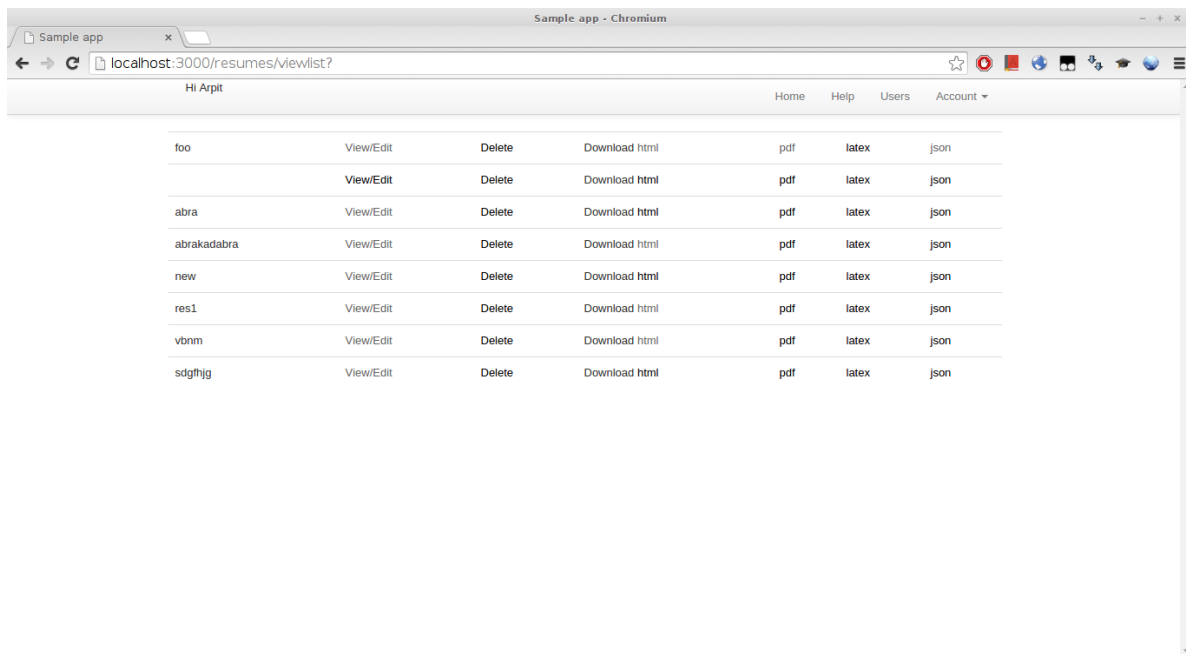 Sample app - Chromium
Sample app
localhost:3000/resumes/viewlist?
Hi Arpit Home Help Users Account
foo View/Edit Delete Download html pdf latex json
View/Edit Delete Download html pdf latex json
abra View/Edit Delete Download html pdf latex json
abrakadabra View/Edit Delete Download html pdf latex json
new View/Edit Delete Download html pdf latex json
res1 View/Edit Delete Download html pdf latex json
vbnm View/Edit Delete Download html pdf latex json
sdgfhjg View/Edit Delete Download html pdf latex json